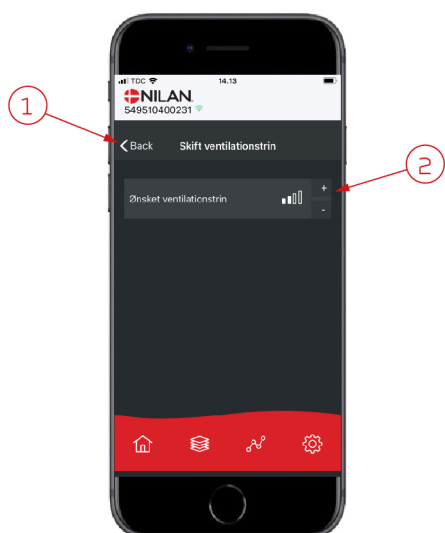 TDC 14.13
NILAN
549510400231
1
Back Skift ventilationstrin
2
Ønsket ventilationstrin +
-